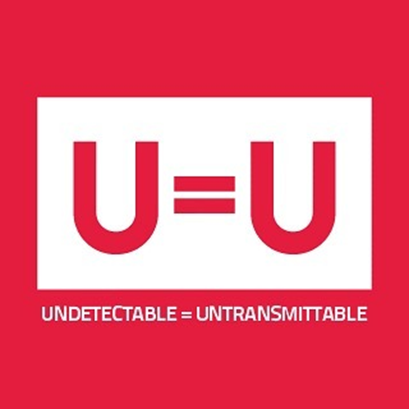 U=U
UNDETECTABLE = UNTRANSMITTABLE